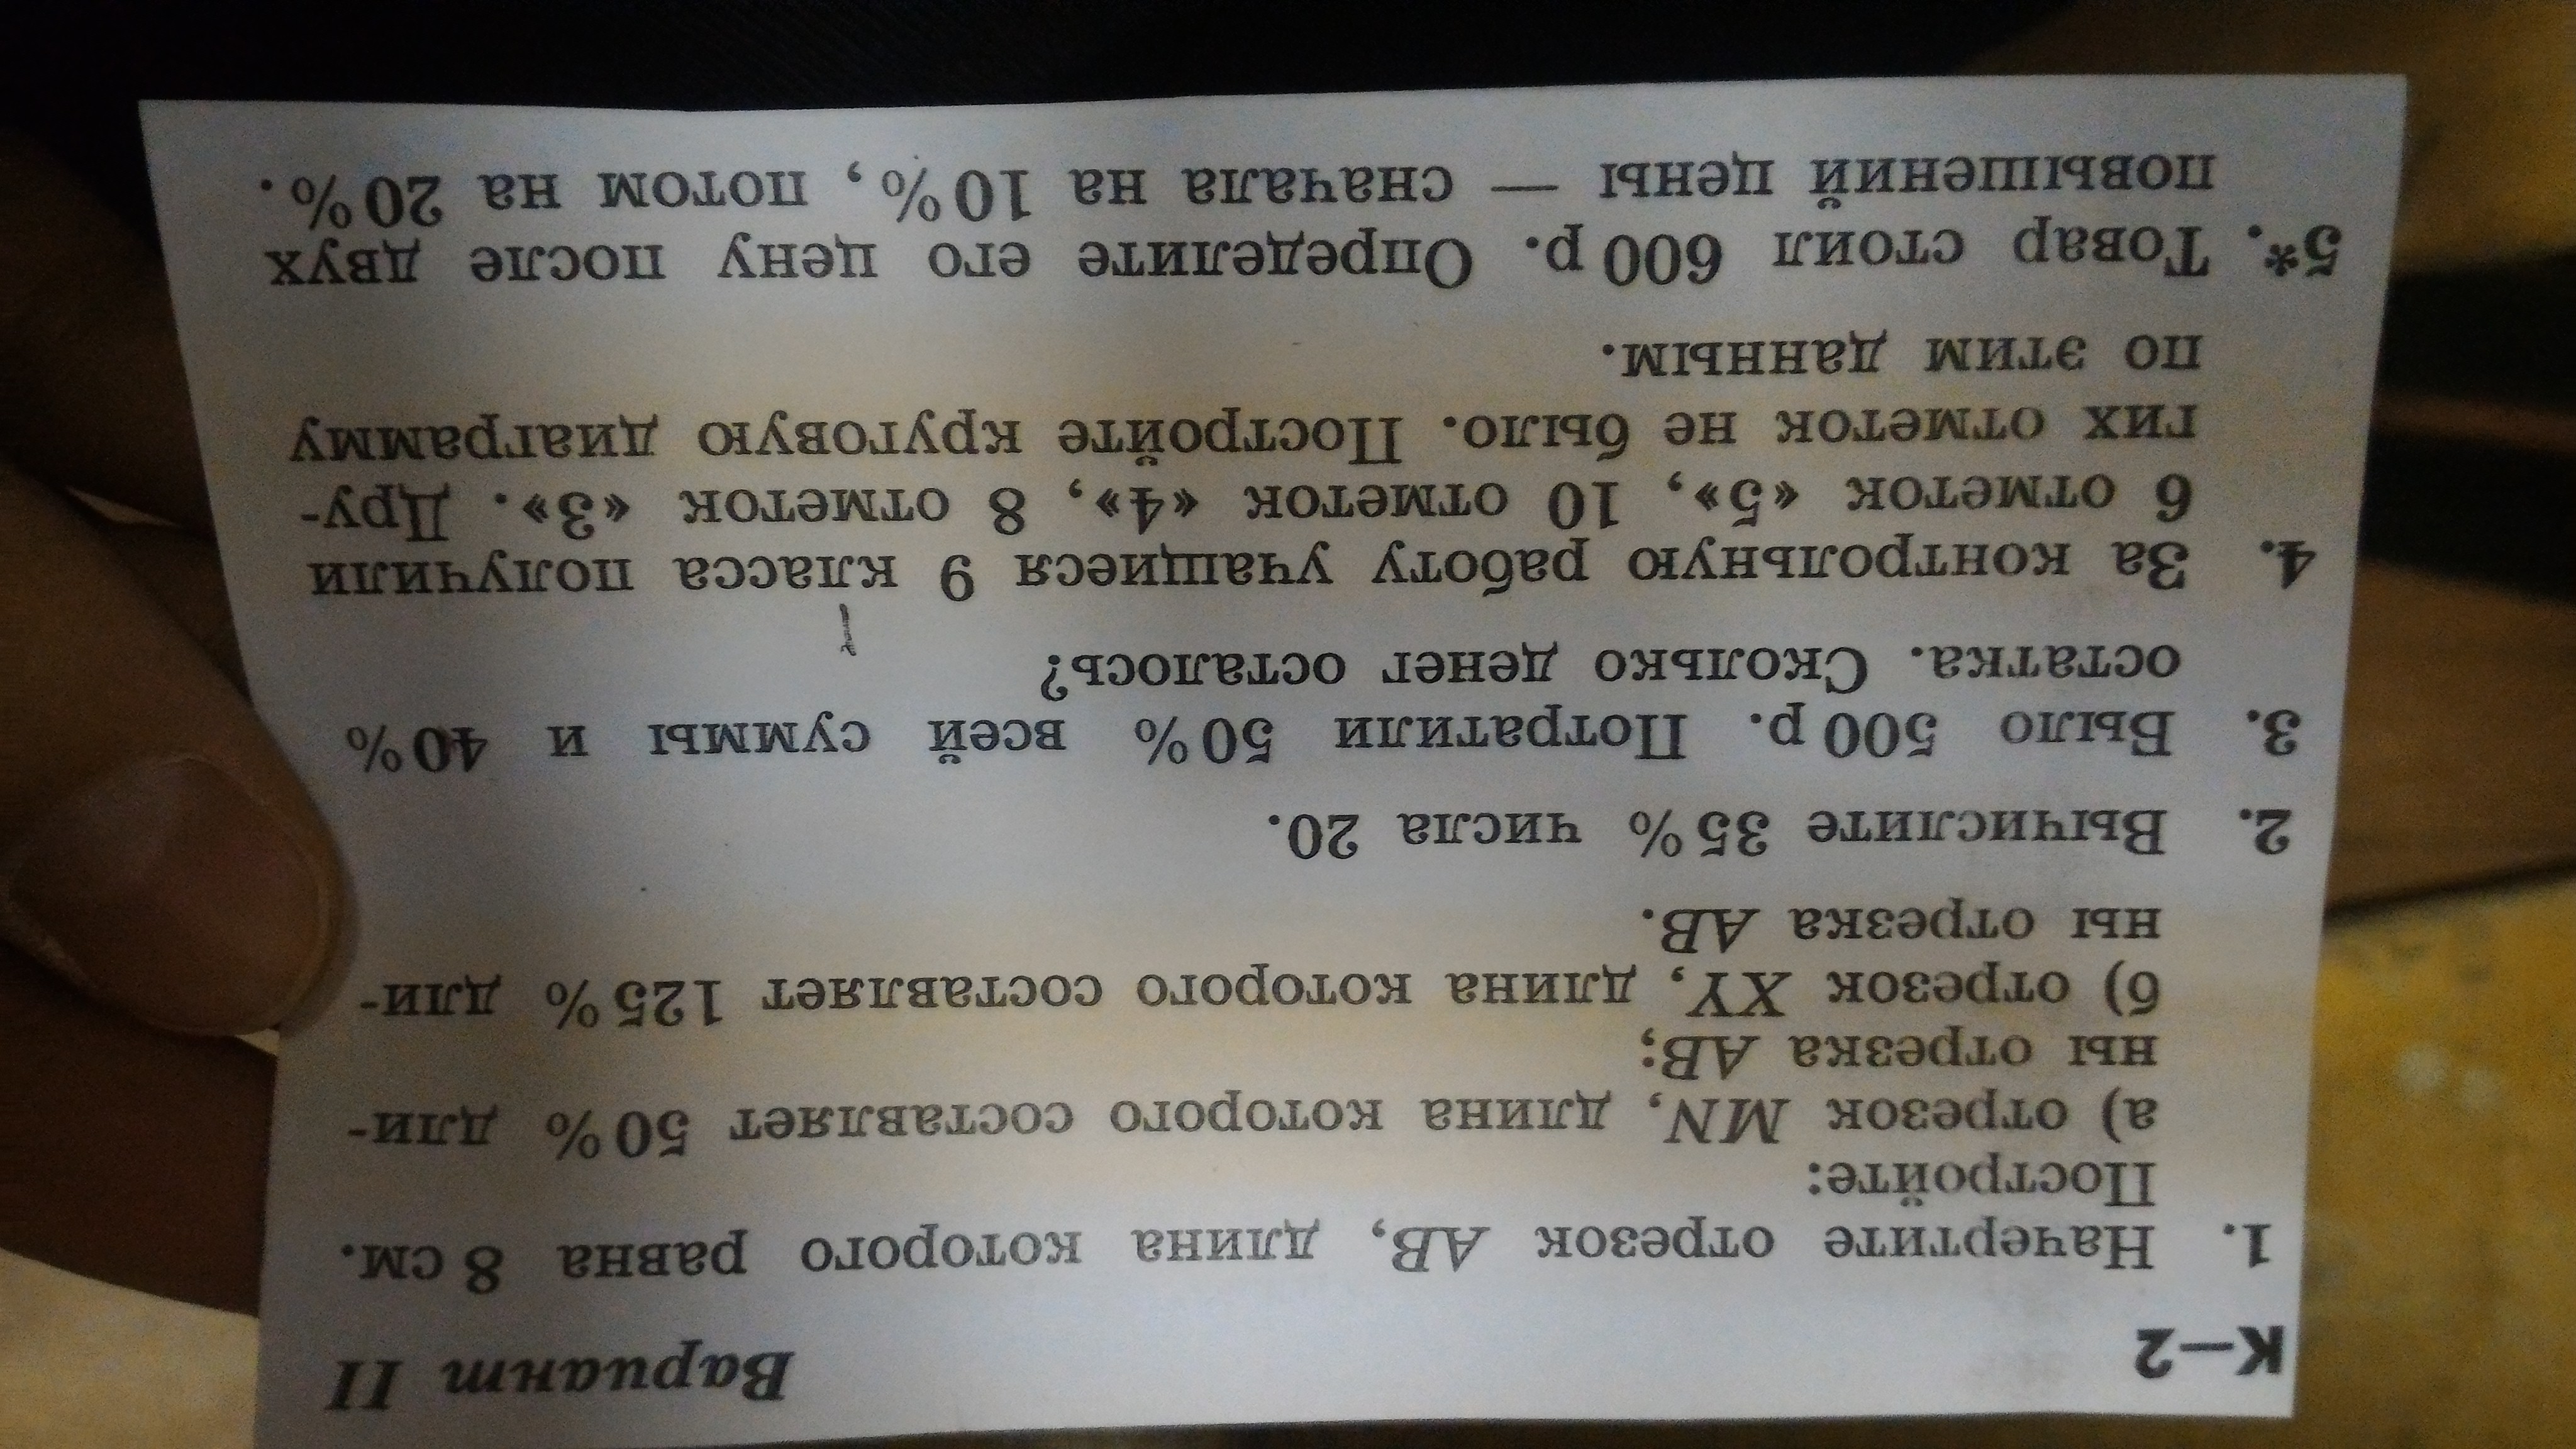 К—2
Вариант II
1. Начертите отрезок AB, длина которого равна 8 см.
Постройте:
а) отрезок MN, длина которого составляет 50% дли-
ны отрезка AB;
б) отрезок XY, длина которого составляет 125% дли-
ны отрезка AB.
2. Вычислите 35% числа 20.
3. Было 500 р. Потратили 50% всей суммы и 40%
остатка. Сколько денег осталось?
4. За контрольную работу учащиеся 9 класса получили
6 отметок «5», 10 отметок «4», 8 отметок «3». Дру-
гих отметок не было. Постройте круговую диаграмму
по этим данным.
5*. Товар стоил 600 р. Определите его цену после двух
повышений цены — сначала на 10%, потом на 20%.